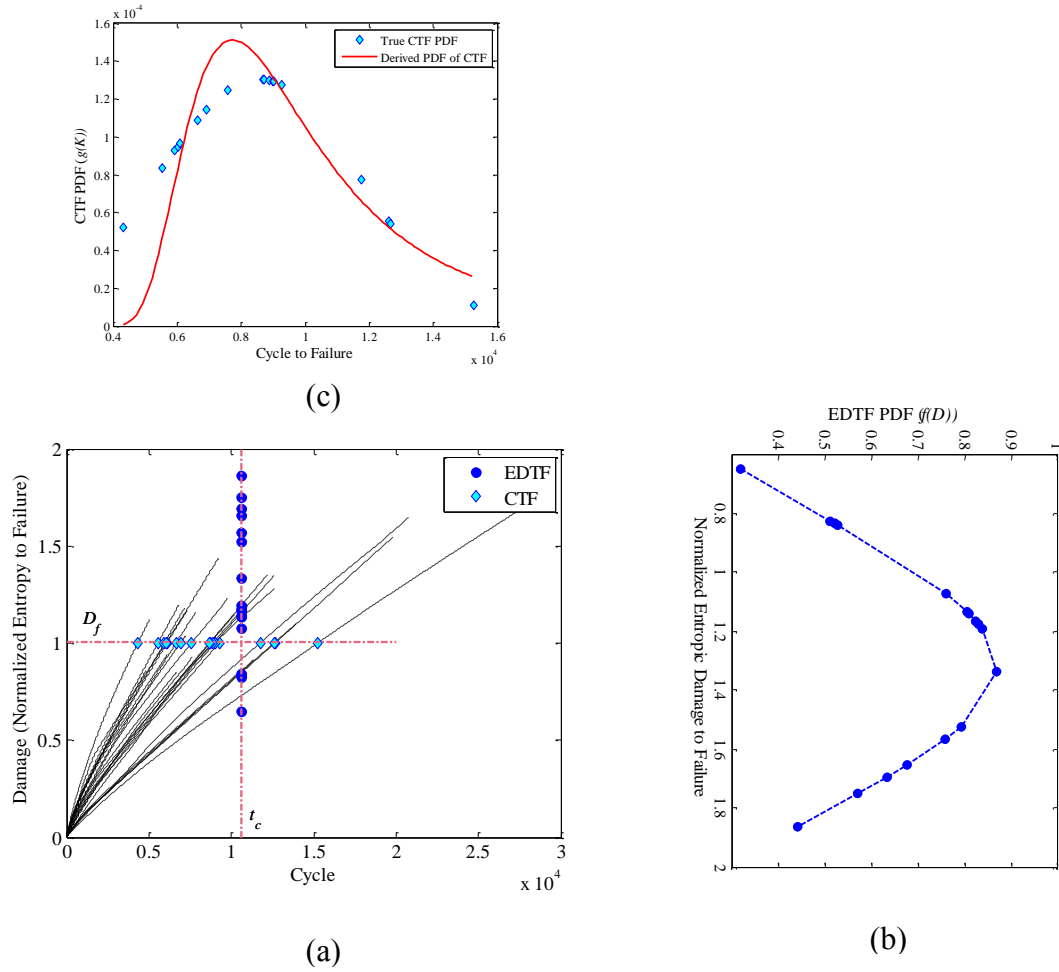 x 10⁻⁴
1.6
1.4
1.2
1
0.8
0.6
0.4
0.2
0
CTF PDF (g(K))
True CTF PDF
Derived PDF of CTF
0.4 0.6 0.8 1 1.2 1.4 1.6
Cycle to Failure
x 10⁴
(c)
2
1.5
1
0.5
0
Damage (Normalized Entropy to Failure)
EDTF
CTF
D_f
t_c
0 0.5 1 1.5 2 2.5 3
Cycle
x 10⁴
(a)
EDTF PDF (f(D))
0.4 0.5 0.6 0.7 0.8 0.9 1
0.8
1
1.2
1.4
1.6
1.8
2
Normalized Entropic Damage to Failure
(b)